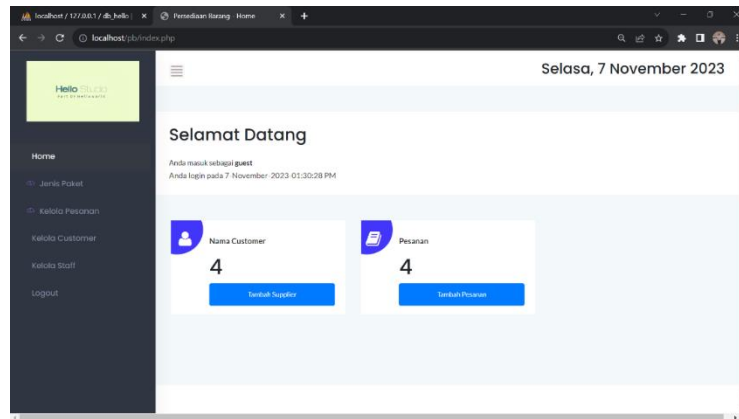 localhost / 127.0.0.1 / db_hello |
Persediaan Barang - Home
localhost/pb/index.php
Hello Studio
Selasa, 7 November 2023
Selamat Datang
Anda masuk sebagai guest
Anda login pada 7-November-2023-01:30:28 PM
Home
Jenis Paket
Kelola Pesanan
Kelola Customer
Kelola Staff
Logout
Nama Customer
4
Tambah Supplier
Pesanan
4
Tambah Pesanan